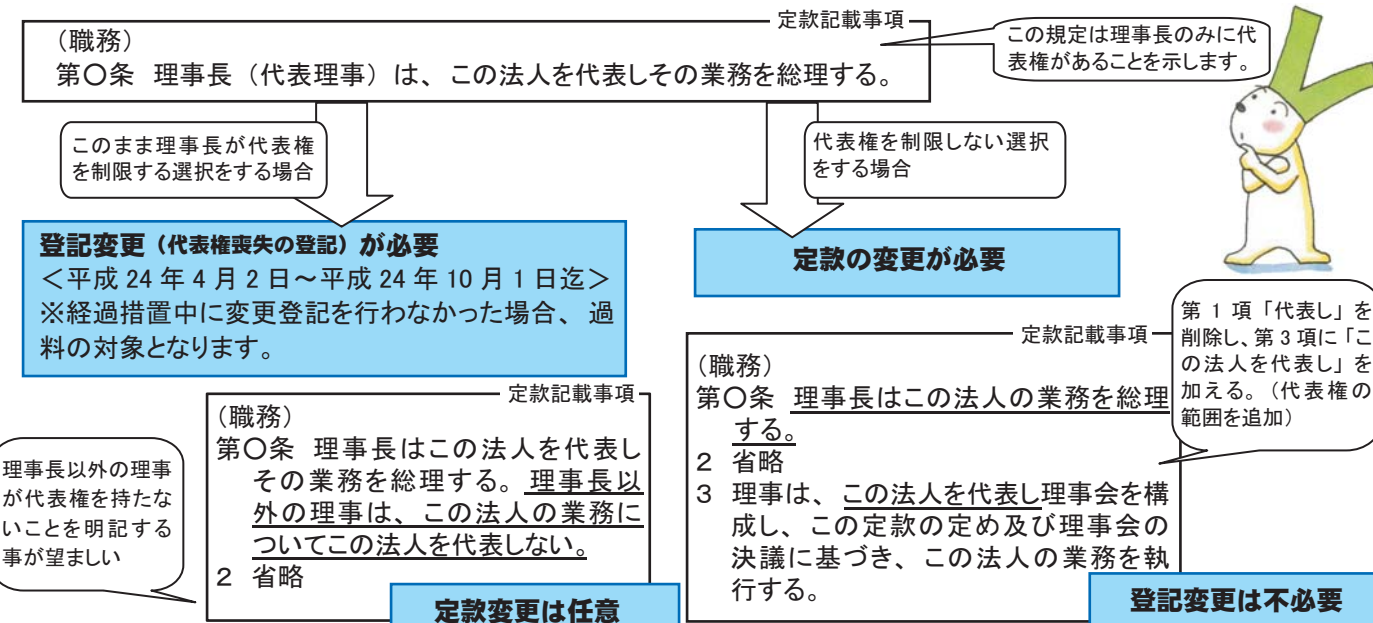 定款記載事項
(職務)
第〇条 理事長(代表理事)は、この法人を代表しその業務を総理する。
この規定は理事長のみに代
表権があることを示します。
このまま理事長が代表権
を制限する選択をする場合
代表権を制限しない選択
をする場合
登記変更(代表権喪失の登記)が必要
<平成24年4月2日～平成24年10月1日迄>
※経過措置中に変更登記を行わなかった場合、過
料の対象となります。
定款の変更が必要
定款記載事項
(職務)
第〇条 理事長はこの法人を代表し
その業務を総理する。理事長以
外の理事は、この法人の業務に
ついてこの法人を代表しない。
2 省略
理事長以外の理事
が代表権を持たな
いことを明記する
事が望ましい
定款変更は任意
定款記載事項
(職務)
第〇条 理事長はこの法人の業務を総理
する。
2 省略
3 理事は、この法人を代表し理事会を構
成し、この定款の定め及び理事会の
決議に基づき、この法人の業務を執
行する。
第1項「代表し」を
削除し、第3項に「こ
の法人を代表し」を
加える。(代表権の
範囲を追加)
登記変更は不必要